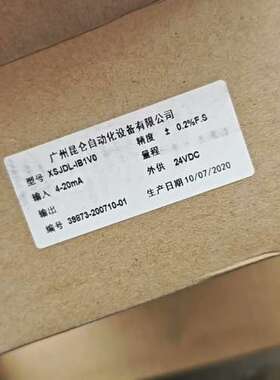 广州昆仑自动化设备有限公司
型号 XSJDL-IB1V0 精度 ± 0.2%F.S
输入 4-20mA 量程
输出 外供 24VDC
编号 39873-200710-01 生产日期 10/07/2020